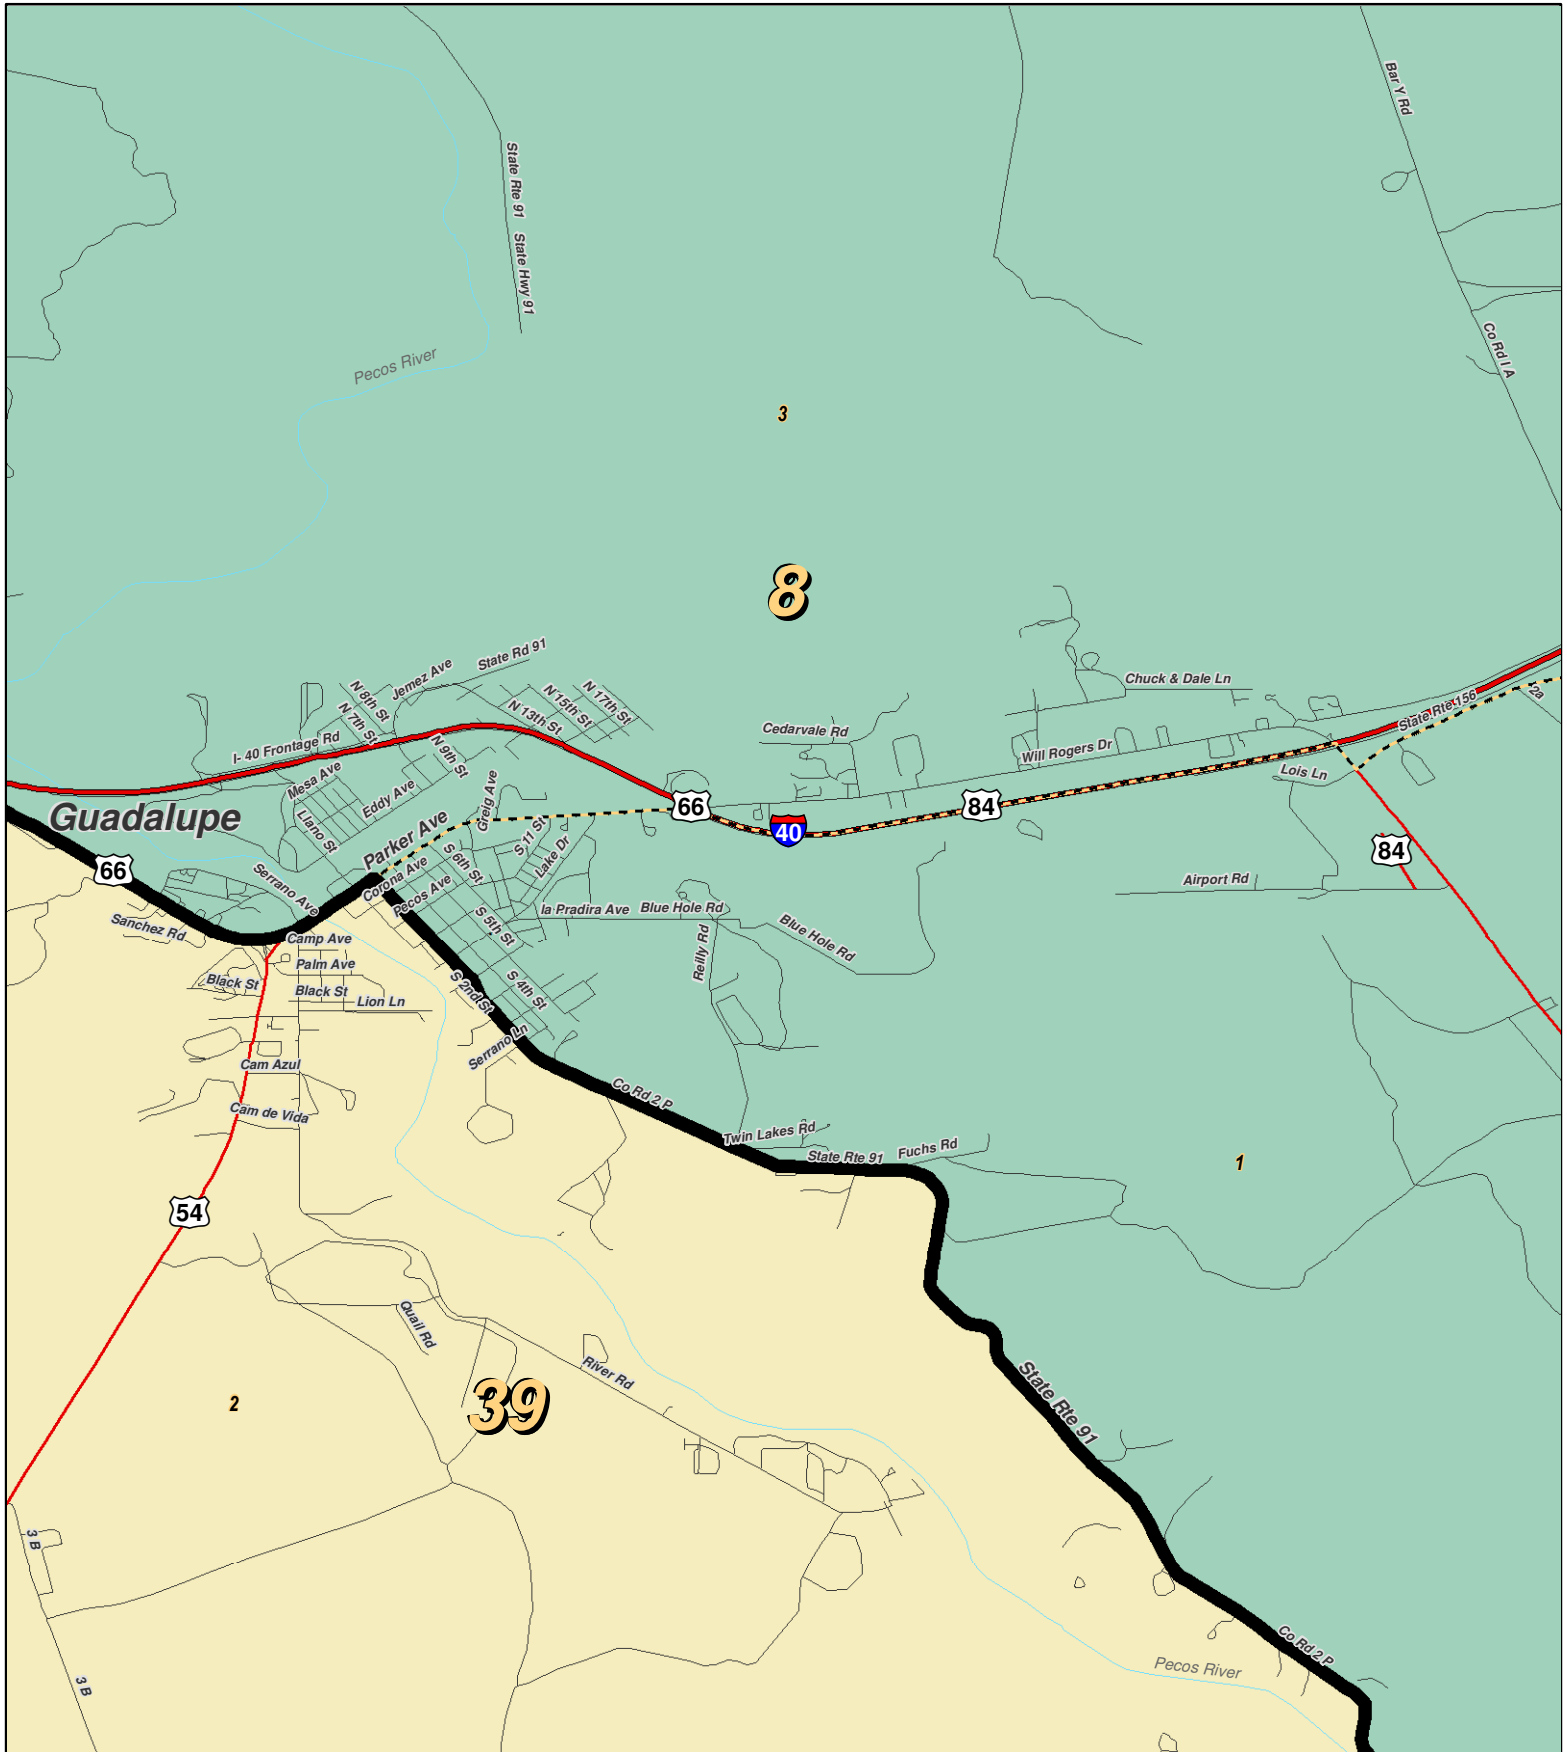 Bar Y Rd
State Rte 91
State Hwy 91
Co Rd I A
Pecos River
3
8
State Rd 91
Jemez Ave
N 8th St
N 7th St
N 17th St
N 15th St
N 13th St
Chuck & Dale Ln
State Rte 156
2a
Cedarvale Rd
I- 40 Frontage Rd
N 9th St
Will Rogers Dr
Lois Ln
Mesa Ave
Eddy Ave
Greig Ave
66
84
40
Guadalupe
Llano St
Parker Ave
S 11 St
Lake Dr
84
66
Serrano Ave
Corona Ave
S 6th St
Pecos Ave
Airport Rd
la Pradira Ave
Blue Hole Rd
Sanchez Rd
S 5th St
Blue Hole Rd
Reilly Rd
Camp Ave
Palm Ave
Black St
Black St
Lion Ln
S 2nd St
S 4th St
Serrano Ln
Cam Azul
Cam de Vida
Co Rd 2 P
Twin Lakes Rd
State Rte 91
Fuchs Rd
1
54
Quail Rd
River Rd
2
39
State Rte 91
3 B
Co Rd 2 P
Pecos River
3 B